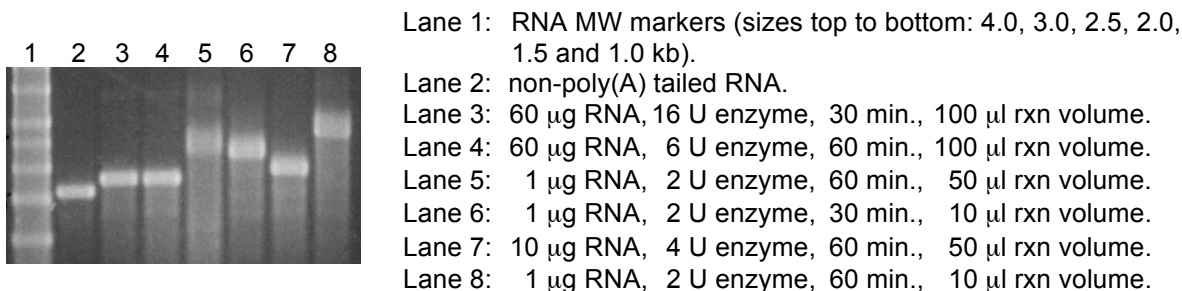 1 2 3 4 5 6 7 8
Lane 1: RNA MW markers (sizes top to bottom: 4.0, 3.0, 2.5, 2.0,
1.5 and 1.0 kb).
Lane 2: non-poly(A) tailed RNA.
Lane 3: 60 μg RNA, 16 U enzyme, 30 min., 100 μl rxn volume.
Lane 4: 60 μg RNA, 6 U enzyme, 60 min., 100 μl rxn volume.
Lane 5: 1 μg RNA, 2 U enzyme, 60 min., 50 μl rxn volume.
Lane 6: 1 μg RNA, 2 U enzyme, 30 min., 10 μl rxn volume.
Lane 7: 10 μg RNA, 4 U enzyme, 60 min., 50 μl rxn volume.
Lane 8: 1 μg RNA, 2 U enzyme, 60 min., 10 μl rxn volume.